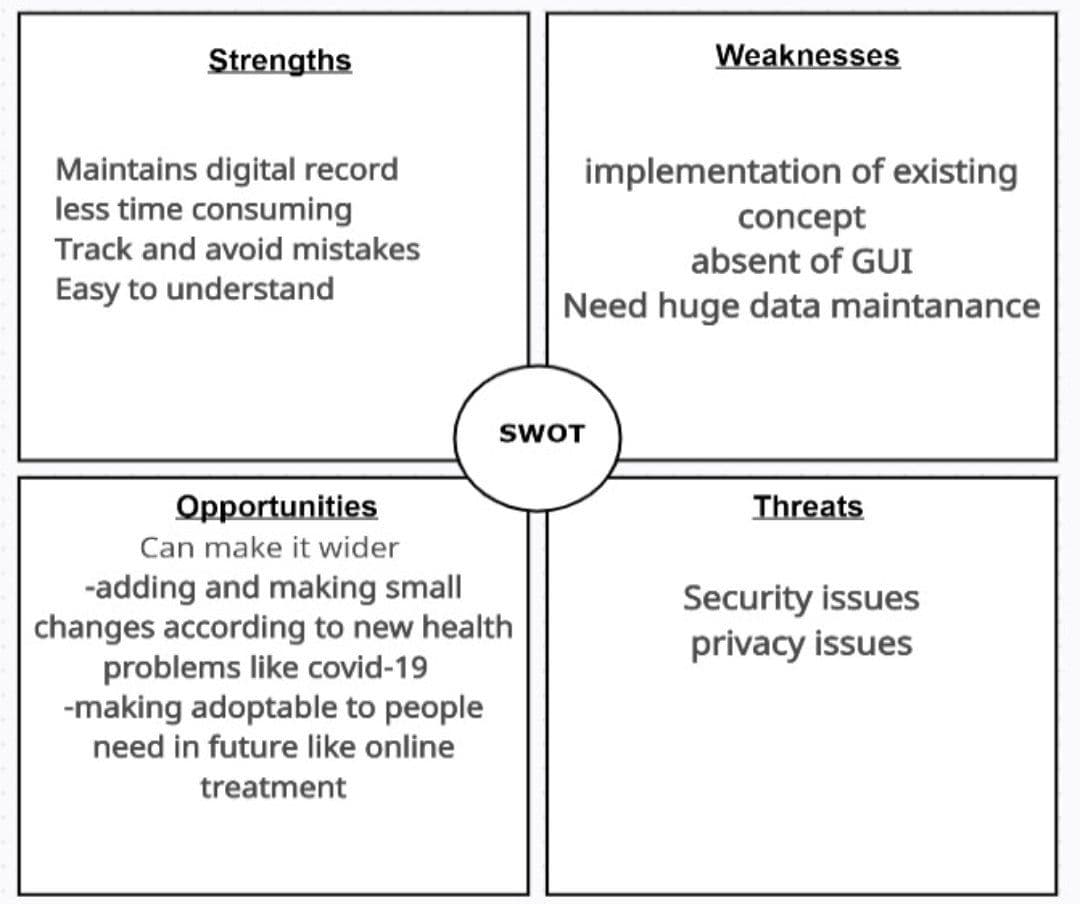 Strengths
Maintains digital record
less time consuming
Track and avoid mistakes
Easy to understand
Weaknesses
implementation of existing
concept
absent of GUI
Need huge data maintanance
SWOT
Opportunities
Can make it wider
-adding and making small
changes according to new health
problems like covid-19
-making adoptable to people
need in future like online
treatment
Threats
Security issues
privacy issues